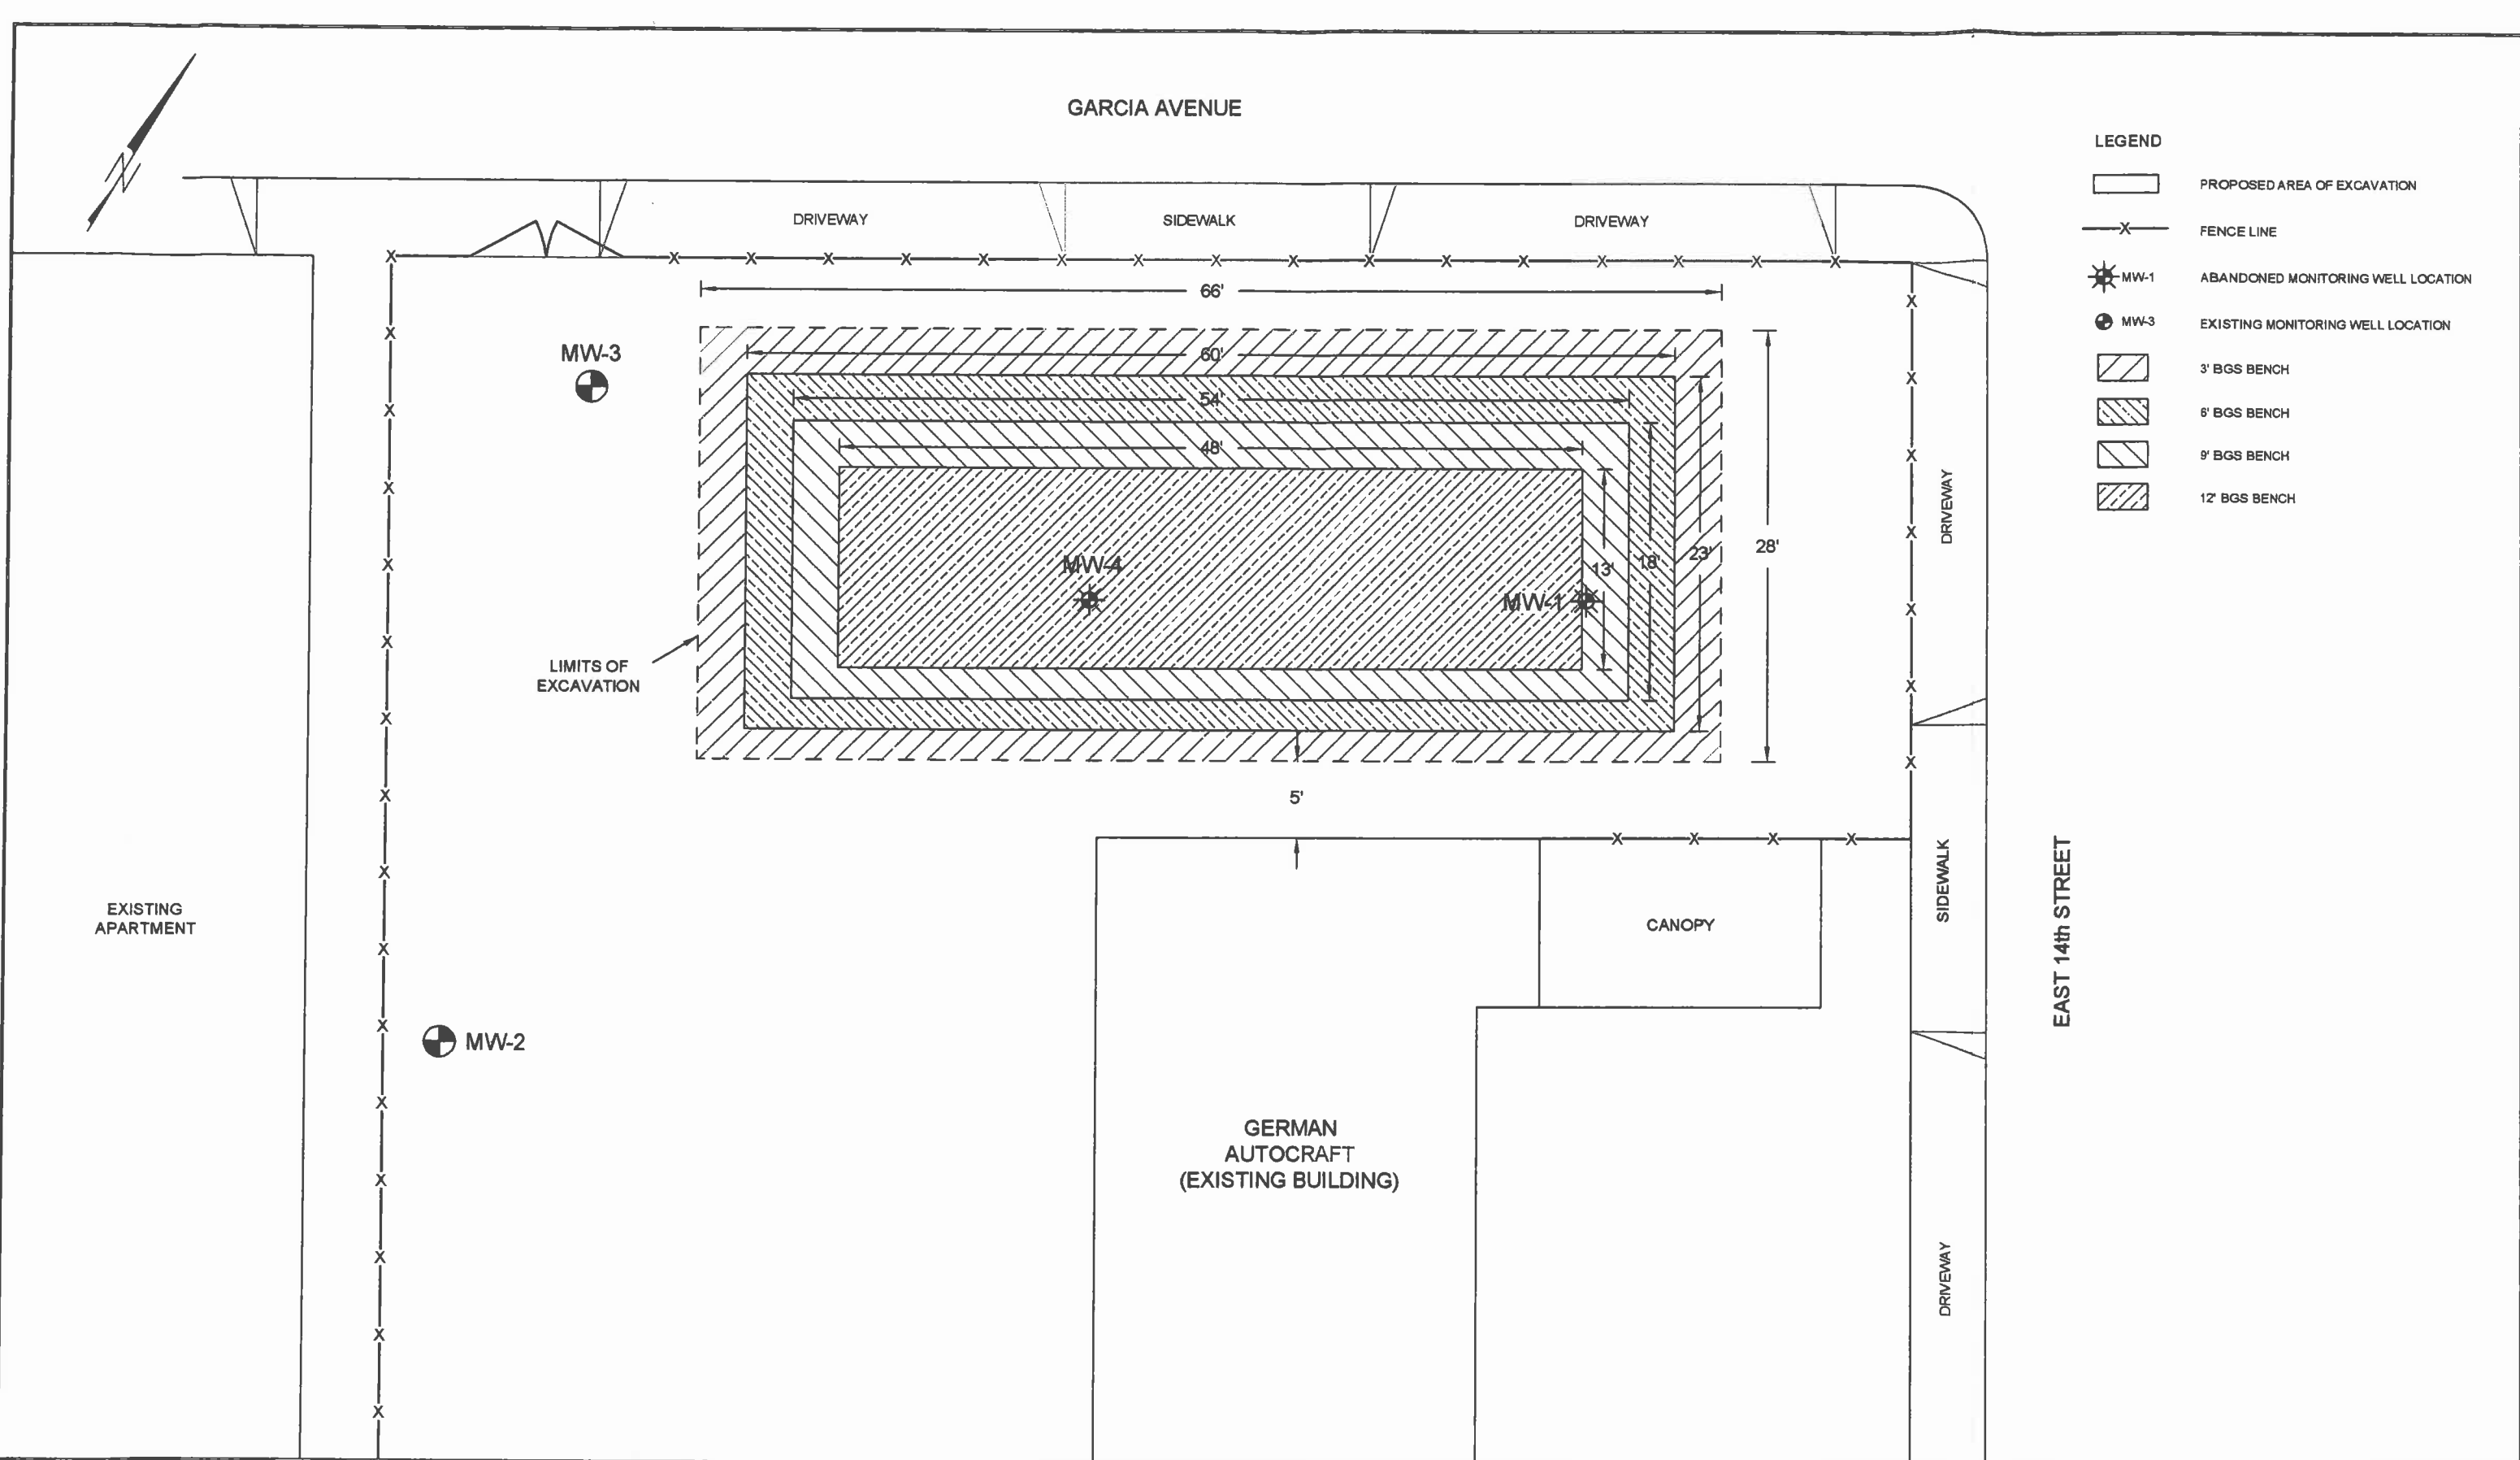 GARCIA AVENUE
N
LEGEND
PROPOSED AREA OF EXCAVATION
X FENCE LINE
MW-1 ABANDONED MONITORING WELL LOCATION
MW-3 EXISTING MONITORING WELL LOCATION
3' BGS BENCH
6' BGS BENCH
9' BGS BENCH
12' BGS BENCH
DRIVEWAY
SIDEWALK
DRIVEWAY
66'
60'
54'
48'
MW-3
MW-4
MW-1
13'
18'
23'
28'
LIMITS OF
EXCAVATION
5'
DRIVEWAY
SIDEWALK
DRIVEWAY
EAST 14th STREET
EXISTING
APARTMENT
CANOPY
MW-2
GERMAN
AUTOCRAFT
(EXISTING BUILDING)